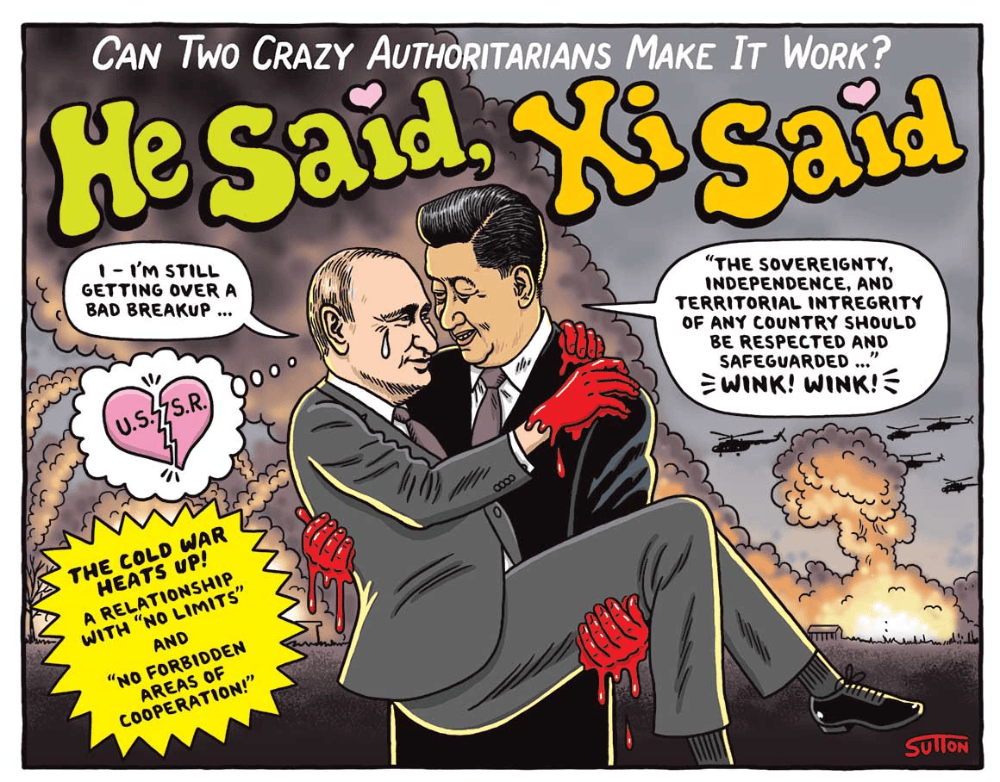 CAN TWO CRAZY AUTHORITARIANS MAKE IT WORK?
He Said, Xi Said
I – I'M STILL
GETTING OVER A
BAD BREAKUP ...
U.S.S.R.
"THE SOVEREIGNTY,
INDEPENDENCE, AND
TERRITORIAL INTREGRITY
OF ANY COUNTRY SHOULD
BE RESPECTED AND
SAFEGUARDED ..."
WINK! WINK!
THE COLD WAR
HEATS UP!
A RELATIONSHIP
WITH "NO LIMITS"
AND
"NO FORBIDDEN
AREAS OF
COOPERATION!"
SUTTON